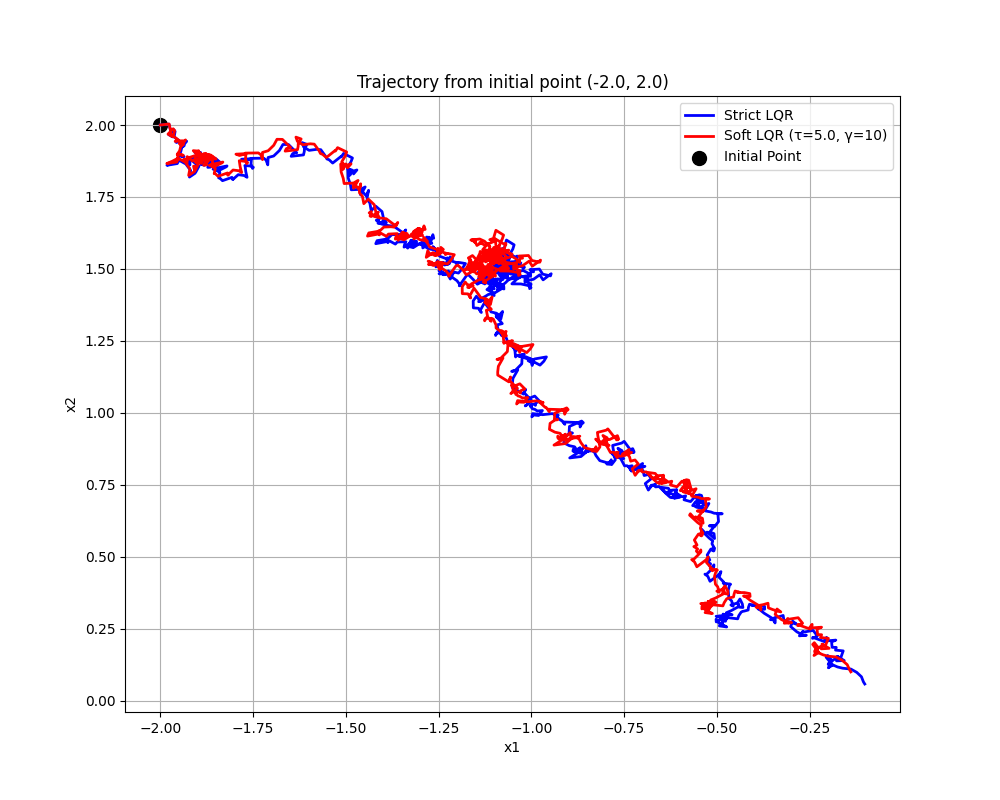 Trajectory from initial point (-2.0, 2.0)
Strict LQR
Soft LQR (τ=5.0, γ=10)
Initial Point
2.00
1.75
1.50
1.25
1.00
0.75
0.50
0.25
0.00
x2
−2.00 −1.75 −1.50 −1.25 −1.00 −0.75 −0.50 −0.25
x1